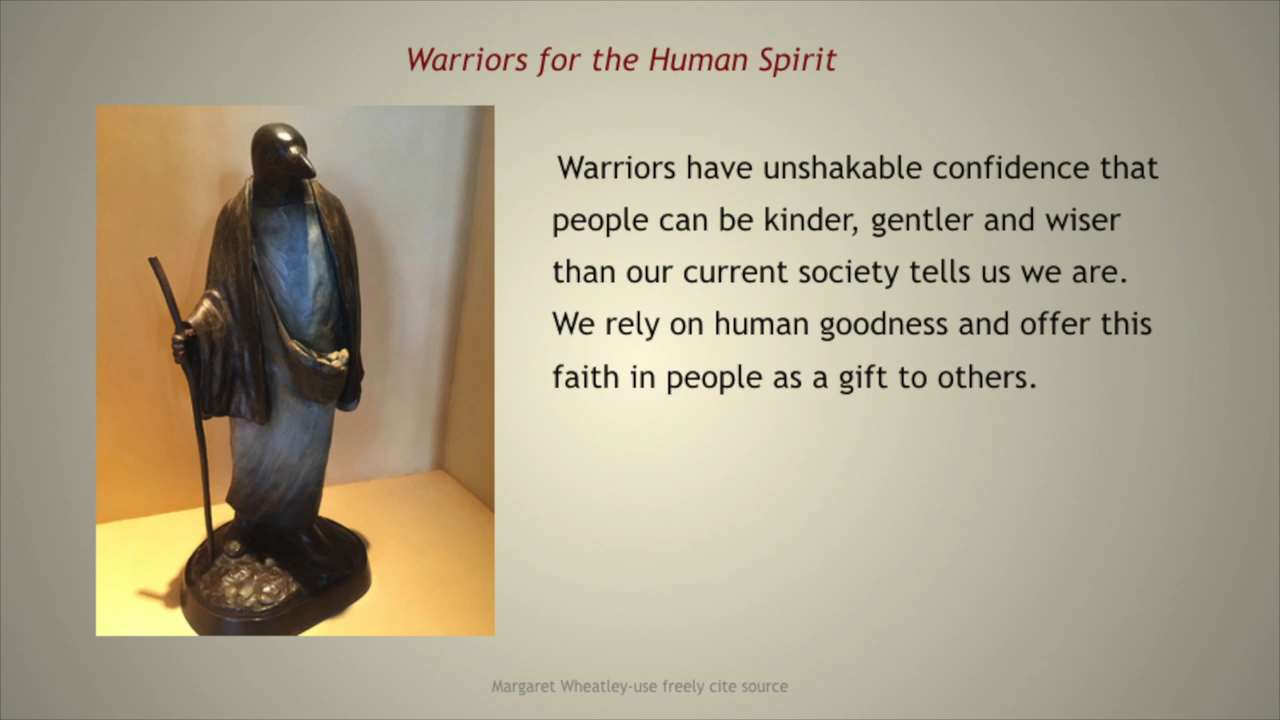 Warriors for the Human Spirit
Warriors have unshakable confidence that
people can be kinder, gentler and wiser
than our current society tells us we are.
We rely on human goodness and offer this
faith in people as a gift to others.
Margaret Wheatley-use freely cite source